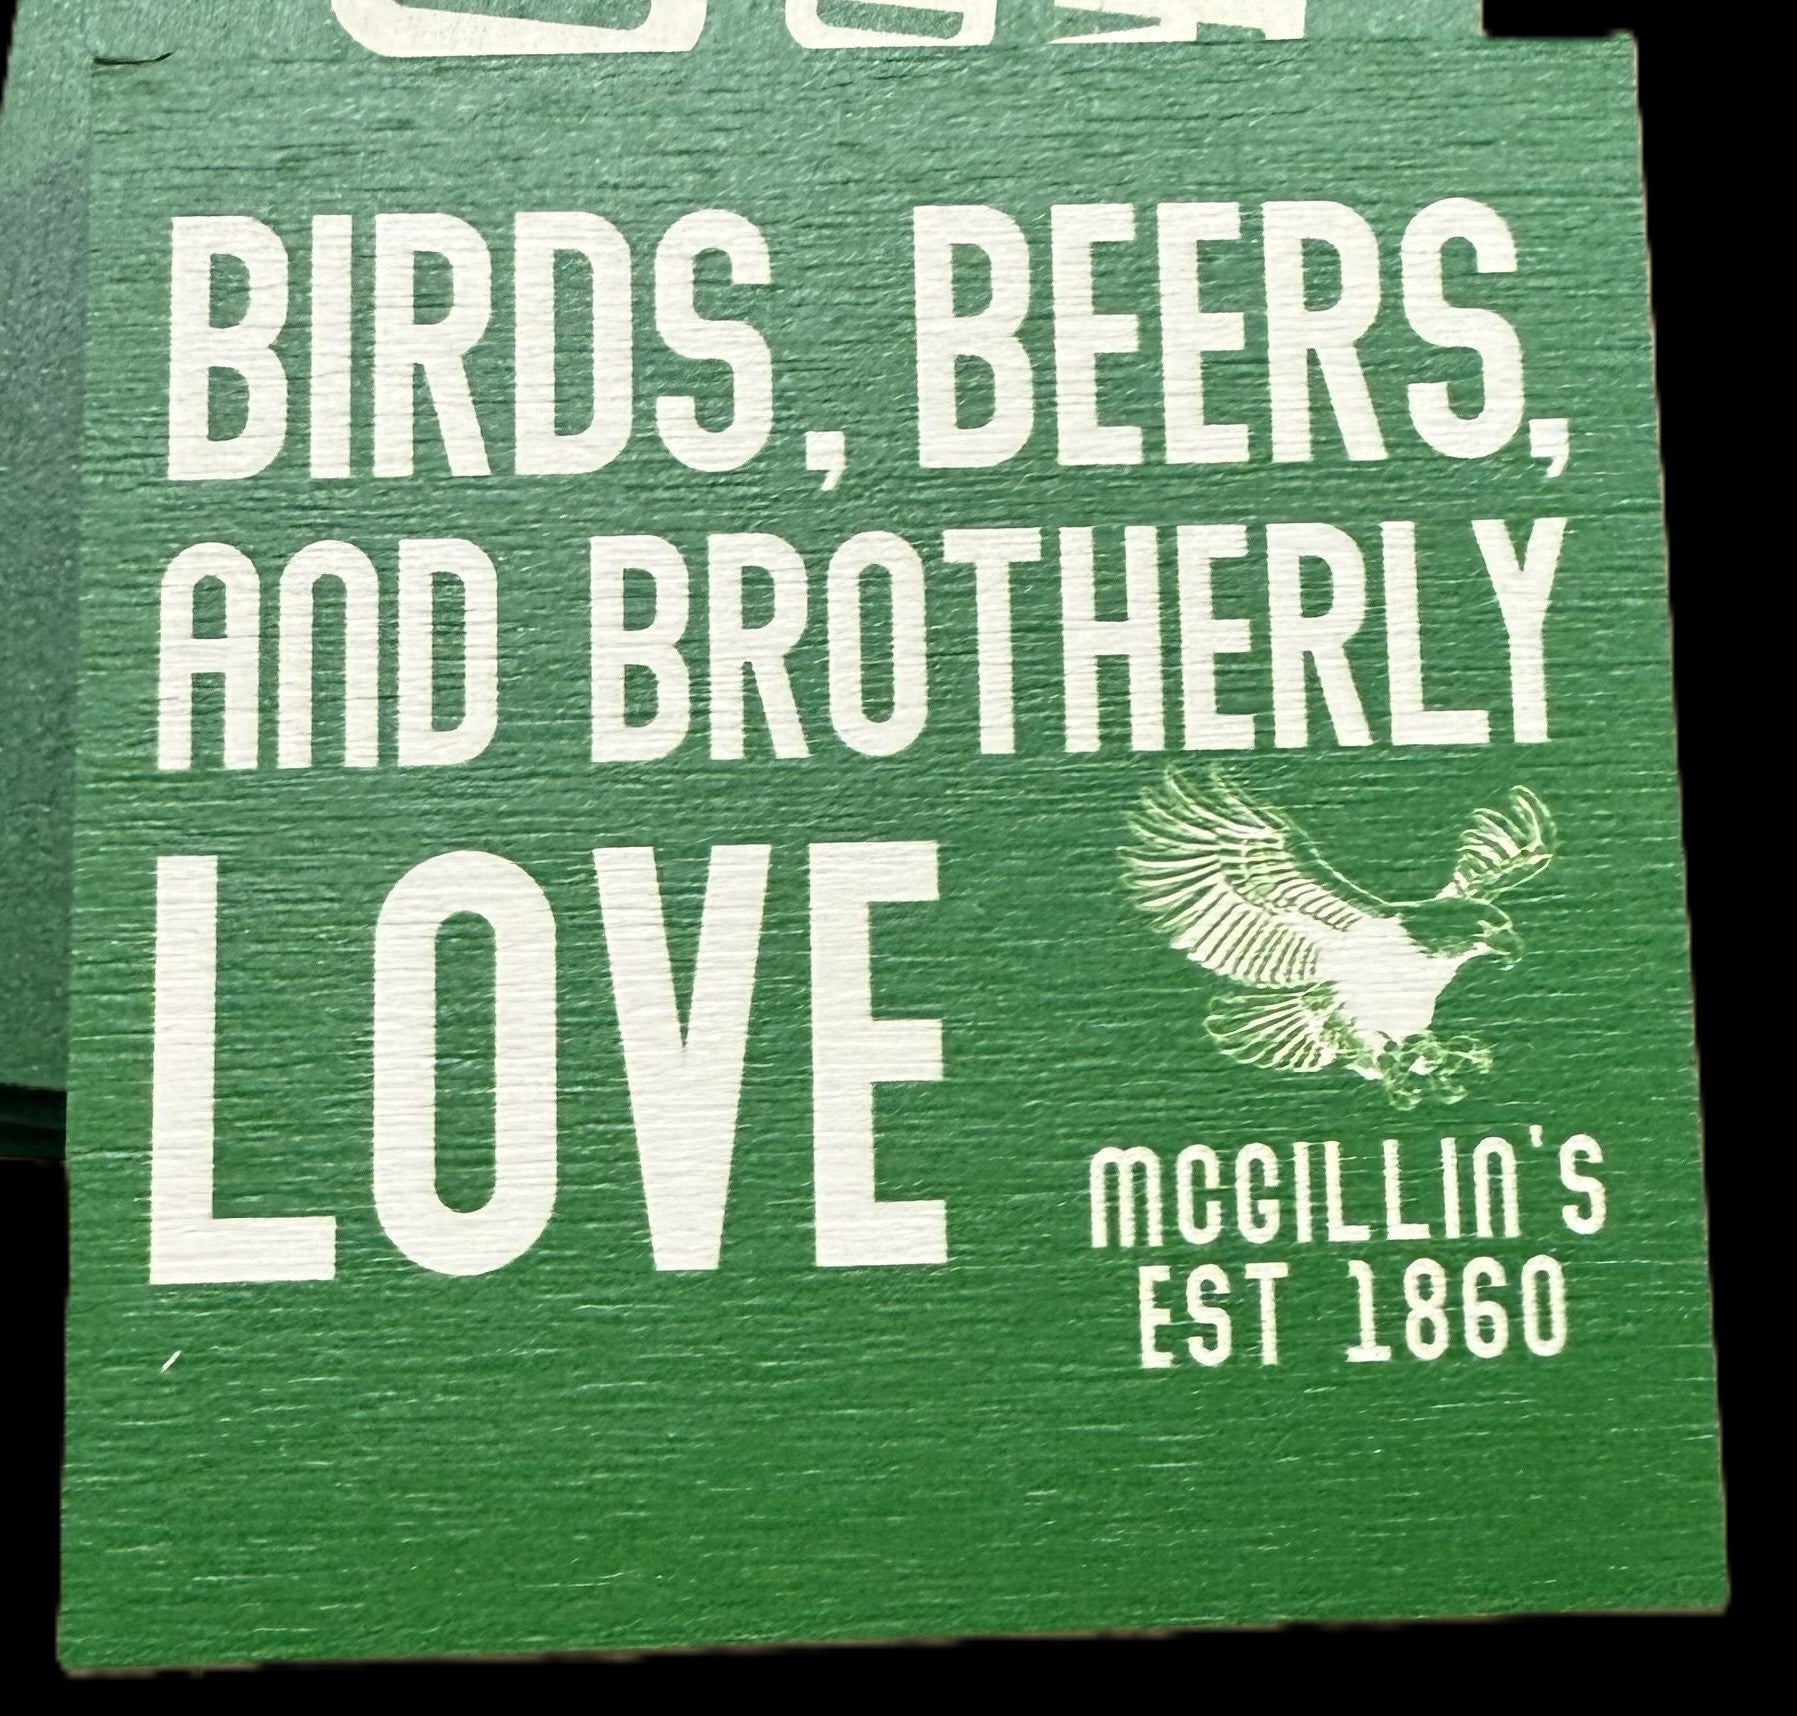 BIRDS, BEERS,
AND BROTHERLY
LOVE
MCGILLIN'S
EST 1860